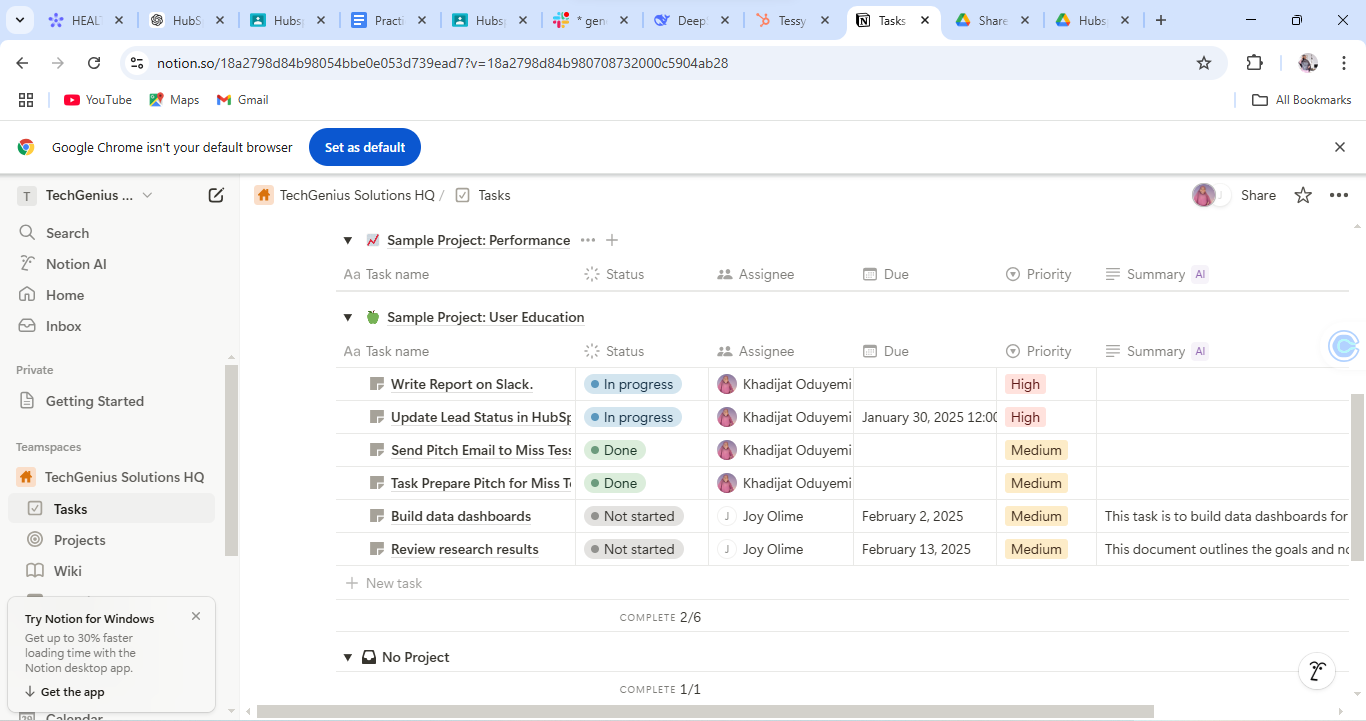 HEAL
HubS
Hubs
Practi
Hubs
* gen
Deep
Tessy
Tasks
Share
Hubs
notion.so/18a2798d84b98054bbe0e053d739ead7?v=18a2798d84b980708732000c5904ab28
YouTube
Maps
Gmail
All Bookmarks
Google Chrome isn't your default browser
Set as default
T TechGenius ...
TechGenius Solutions HQ / Tasks
J
Share
Search
Notion AI
Home
Inbox
Private
Getting Started
Teamspaces
TechGenius Solutions HQ
Tasks
Projects
Wiki
Try Notion for Windows
Get up to 30% faster
loading time with the
Notion desktop app.
Get the app
Calendar
Sample Project: Performance
Aa Task name Status Assignee Due Priority Summary AI
Sample Project: User Education
Aa Task name Status Assignee Due Priority Summary AI
Write Report on Slack. In progress Khadijat Oduyemi High
Update Lead Status in HubSp In progress Khadijat Oduyemi January 30, 2025 12:00 High
Send Pitch Email to Miss Tess Done Khadijat Oduyemi Medium
Task Prepare Pitch for Miss Te Done Khadijat Oduyemi Medium
Build data dashboards Not started J Joy Olime February 2, 2025 Medium This task is to build data dashboards for
Review research results Not started J Joy Olime February 13, 2025 Medium This document outlines the goals and no
New task
COMPLETE 2/6
No Project
COMPLETE 1/1